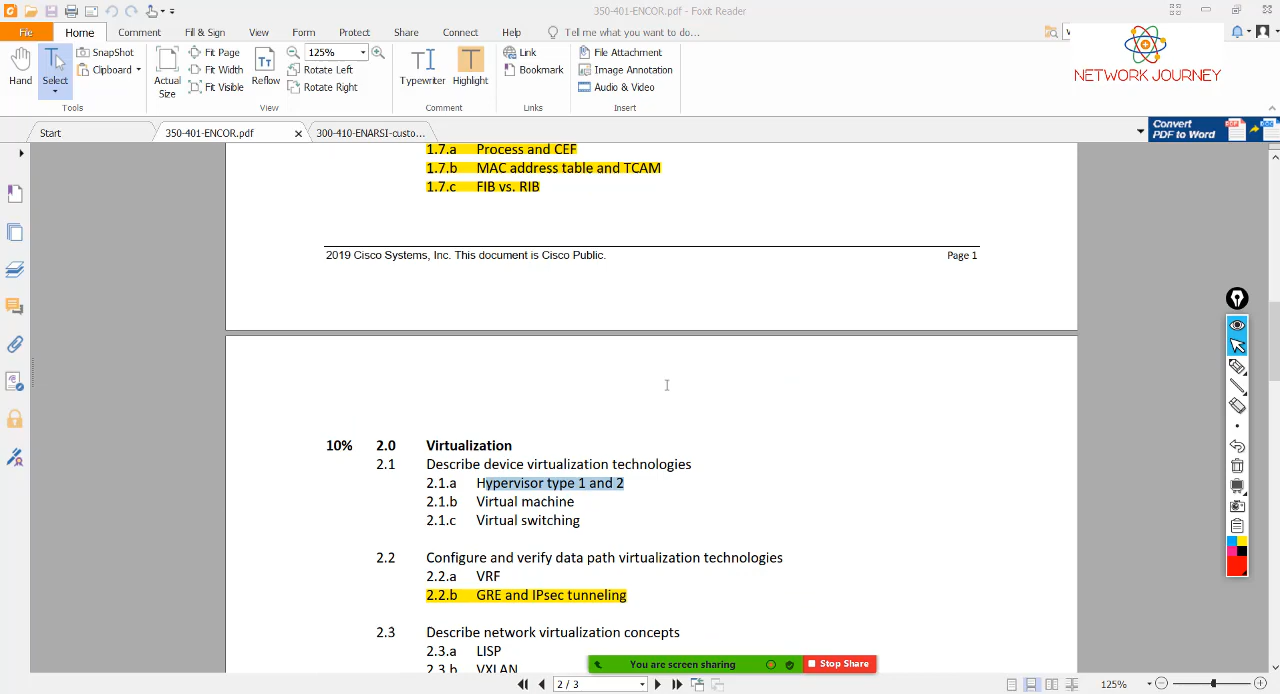 350-401-ENCOR.pdf - Foxit Reader
File Home Comment Fill & Sign View Form Protect Share Connect Help Tell me what you want to do...
NETWORK JOURNEY
Hand
Select
SnapShot
Clipboard
Tools
Actual
Size
Fit Page
Fit Width
Fit Visible
Reflow
125%
Rotate Left
Rotate Right
View
Typewriter
Highlight
Comment
Link
Bookmark
Links
File Attachment
Image Annotation
Audio & Video
Insert
Start 350-401-ENCOR.pdf 300-410-ENARSI-custo...
Convert
PDF to Word
1.7.a Process and CEF
1.7.b MAC address table and TCAM
1.7.c FIB vs. RIB
2019 Cisco Systems, Inc. This document is Cisco Public. Page 1
10% 2.0 Virtualization
2.1 Describe device virtualization technologies
2.1.a Hypervisor type 1 and 2
2.1.b Virtual machine
2.1.c Virtual switching
2.2 Configure and verify data path virtualization technologies
2.2.a VRF
2.2.b GRE and IPsec tunneling
2.3 Describe network virtualization concepts
2.3.a LISP
2.3.b VXLAN
You are screen sharing Stop Share
2 / 3
125%